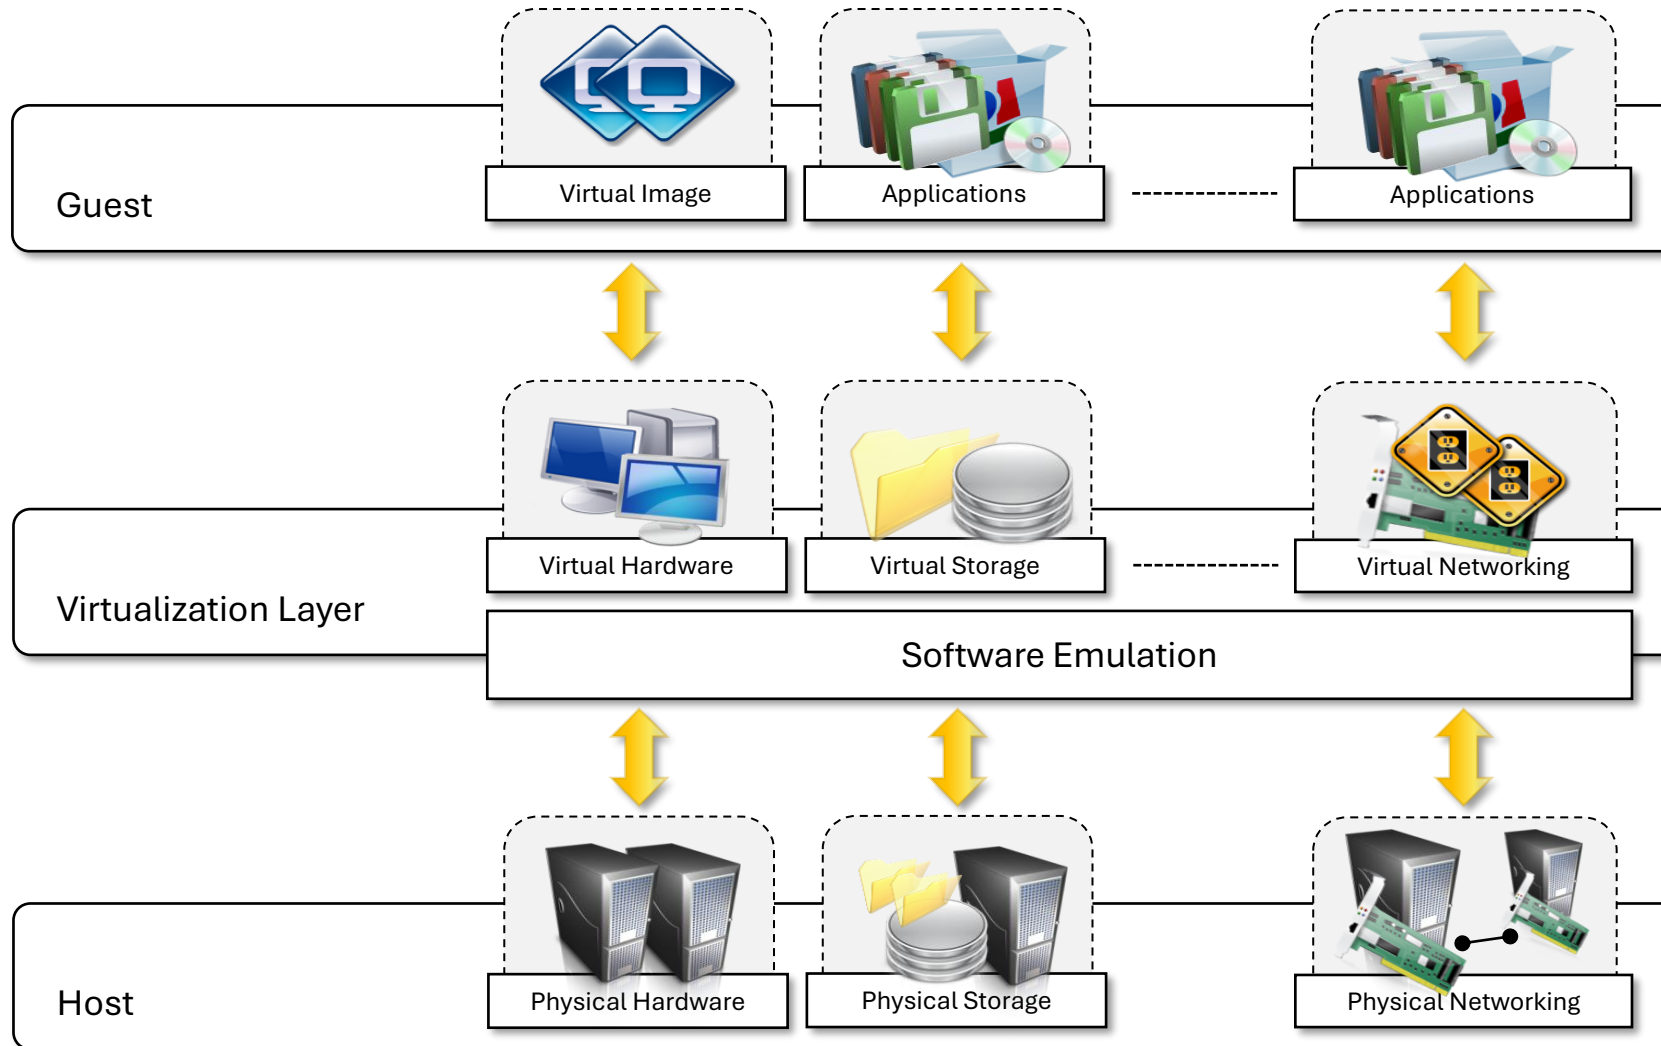 Guest
Virtual Image
Applications
Applications
Virtualization Layer
Virtual Hardware
Virtual Storage
Virtual Networking
Software Emulation
Host
Physical Hardware
Physical Storage
Physical Networking